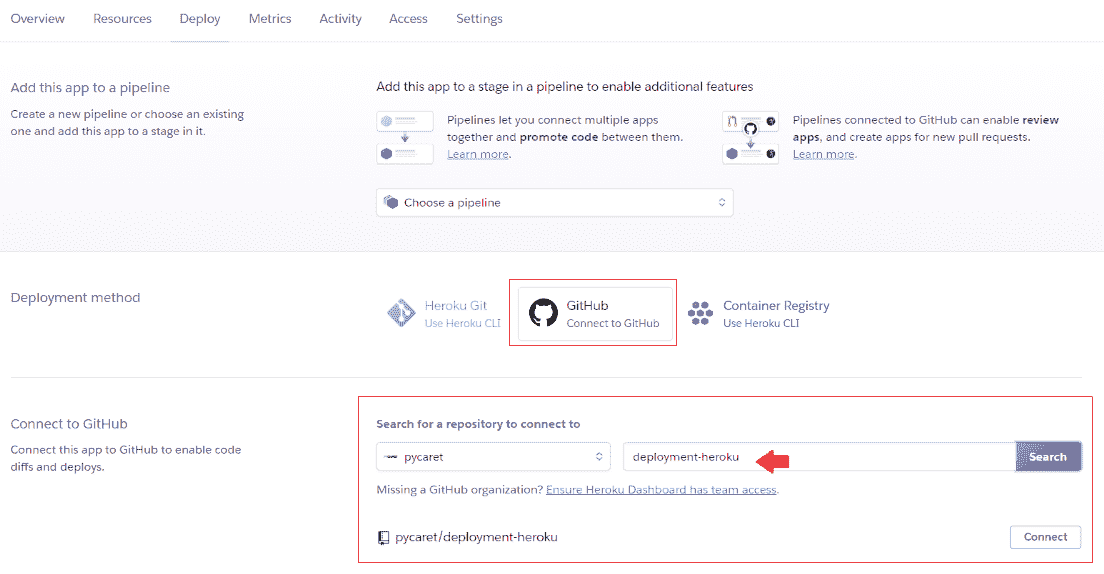 Overview Resources Deploy Metrics Activity Access Settings
Add this app to a pipeline
Create a new pipeline or choose an existing
one and add this app to a stage in it.
Add this app to a stage in a pipeline to enable additional features
Pipelines let you connect multiple apps
together and promote code between them.
Learn more.
Pipelines connected to GitHub can enable review
apps, and create apps for new pull requests.
Learn more.
Choose a pipeline
Deployment method
Heroku Git
Use Heroku CLI
GitHub
Connect to GitHub
Container Registry
Use Heroku CLI
Connect to GitHub
Connect this app to GitHub to enable code
diffs and deploys.
Search for a repository to connect to
pycaret
deployment-heroku
Search
Missing a GitHub organization? Ensure Heroku Dashboard has team access.
pycaret/deployment-heroku
Connect